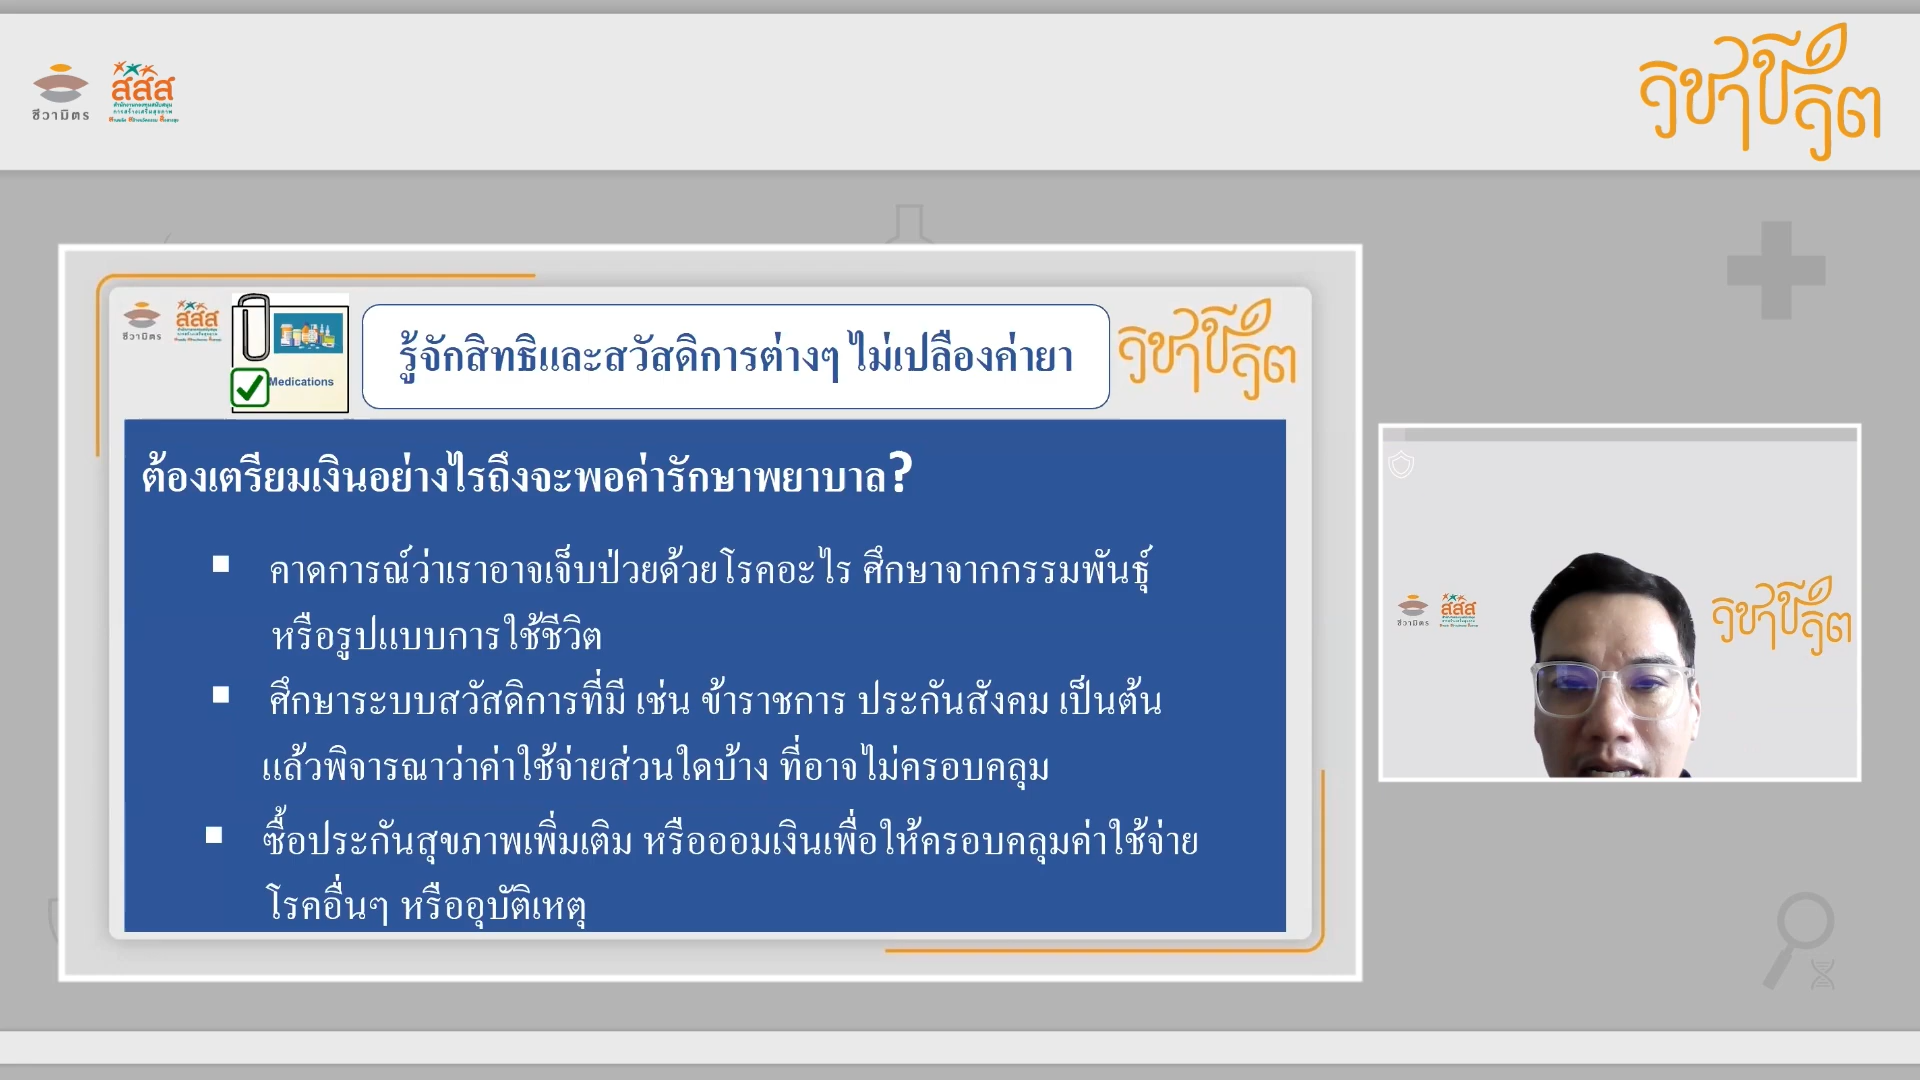 ชีวามิตร
สสส
วิชาชีวิต
ชีวามิตร
สสส
Medications
รู้จักสิทธิและสวัสดิการต่างๆ ไม่เปลืองค่ายา
วิชาชีวิต
ต้องเตรียมเงินอย่างไรถึงจะพอค่ารักษาพยาบาล?
▪ คาดการณ์ว่าเราอาจเจ็บป่วยด้วยโรคอะไร ศึกษาจากกรรมพันธุ์
หรือรูปแบบการใช้ชีวิต
▪ ศึกษาระบบสวัสดิการที่มี เช่น ข้าราชการ ประกันสังคม เป็นต้น
แล้วพิจารณาว่าค่าใช้จ่ายส่วนใดบ้าง ที่อาจไม่ครอบคลุม
▪ ซื้อประกันสุขภาพเพิ่มเติม หรือออมเงินเพื่อให้ครอบคลุมค่าใช้จ่าย
โรคอื่นๆ หรืออุบัติเหตุ
ชีวามิตร
สสส
วิชาชีวิต